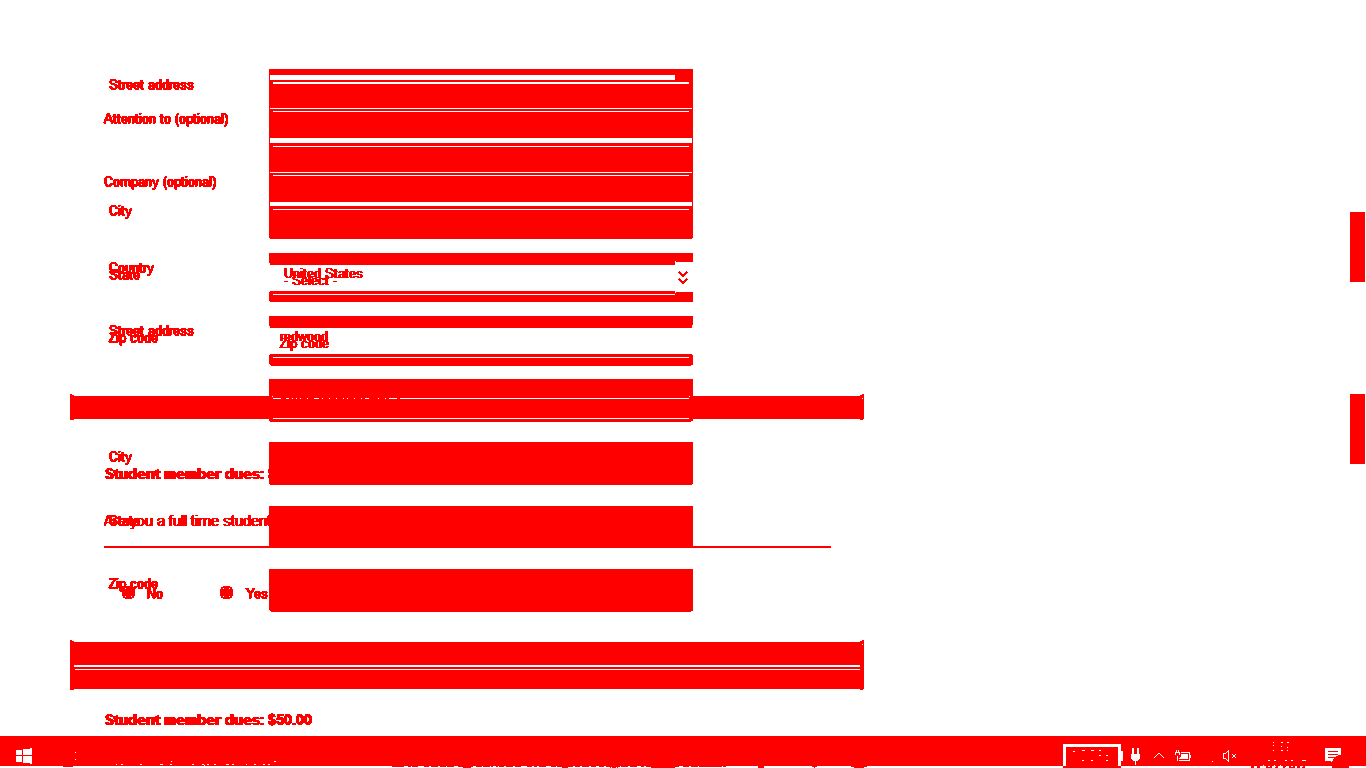 Street address
Attention to (optional)
Company (optional)
City
Country
State
United States
- Select -
Street address
Zip code
redwood
Zip code
City
Student member dues: $
you a full time student
State
Zip code
No
Yes
Student member dues: $50.00